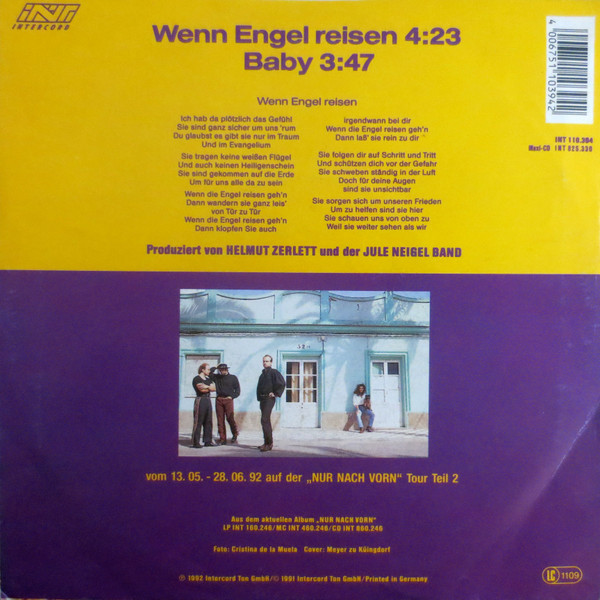 INT
INTERCORD
Wenn Engel reisen 4:23
Baby 3:47
4 006751 103942
INT 110.394
Maxi-CD INT 825.339
Wenn Engel reisen
Ich hab da plötzlich das Gefühl
Sie sind ganz sicher um uns 'rum
Du glaubst es gibt sie nur im Traum
Und im Evangelium
Sie tragen keine weißen Flügel
Und auch keinen Heiligenschein
Sie sind gekommen auf die Erde
Um für uns alle da zu sein
Wenn die Engel reisen geh'n
Dann wandern sie ganz leis'
von Tür zu Tür
Wenn die Engel reisen geh'n
Dann klopfen Sie auch
irgendwann bei dir
Wenn die Engel reisen geh'n
Dann laß' sie rein zu dir
Sie folgen dir auf Schritt und Tritt
Und schützen dich vor der Gefahr
Sie schweben ständig in der Luft
Doch für deine Augen
sind sie unsichtbar
Sie sorgen sich um unseren Frieden
Um zu helfen sind sie hier
Sie schauen uns von oben zu
Weil sie weiter sehen als wir
Produziert von HELMUT ZERLETT und der JULE NEIGEL BAND
vom 13. 05. - 28. 06. 92 auf der „NUR NACH VORN“ Tour Teil 2
Aus dem aktuellen Album „NUR NACH VORN“
LP INT 160.246/MC INT 460.246/CD INT 860.246
Foto: Cristina de la Munla Cover: Meyer zu Küingdorf
Ⓟ 1992 Intercord Ton GmbH/© 1991 Intercord Ton GmbH/Printed in Germany
LC 1109